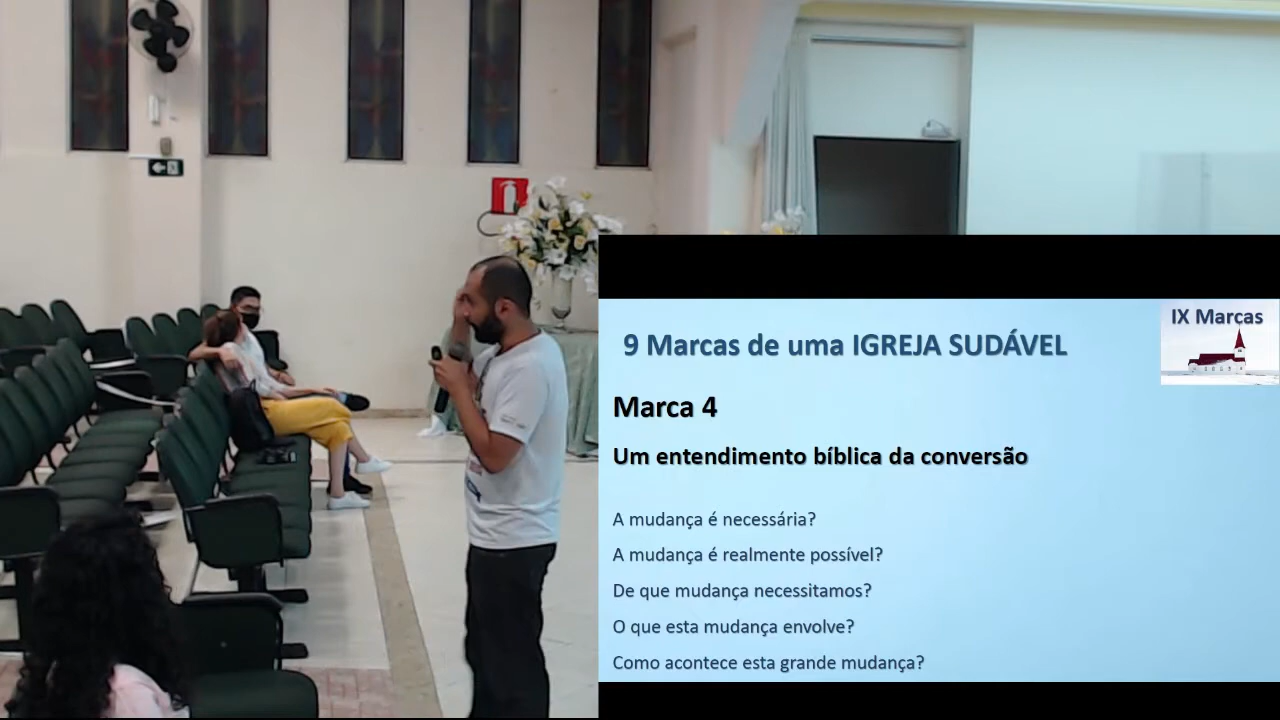 9 Marcas de uma IGREJA SUDÁVEL
IX Marcas
Marca 4
Um entendimento bíblica da conversão
A mudança é necessária?
A mudança é realmente possível?
De que mudança necessitamos?
O que esta mudança envolve?
Como acontece esta grande mudança?